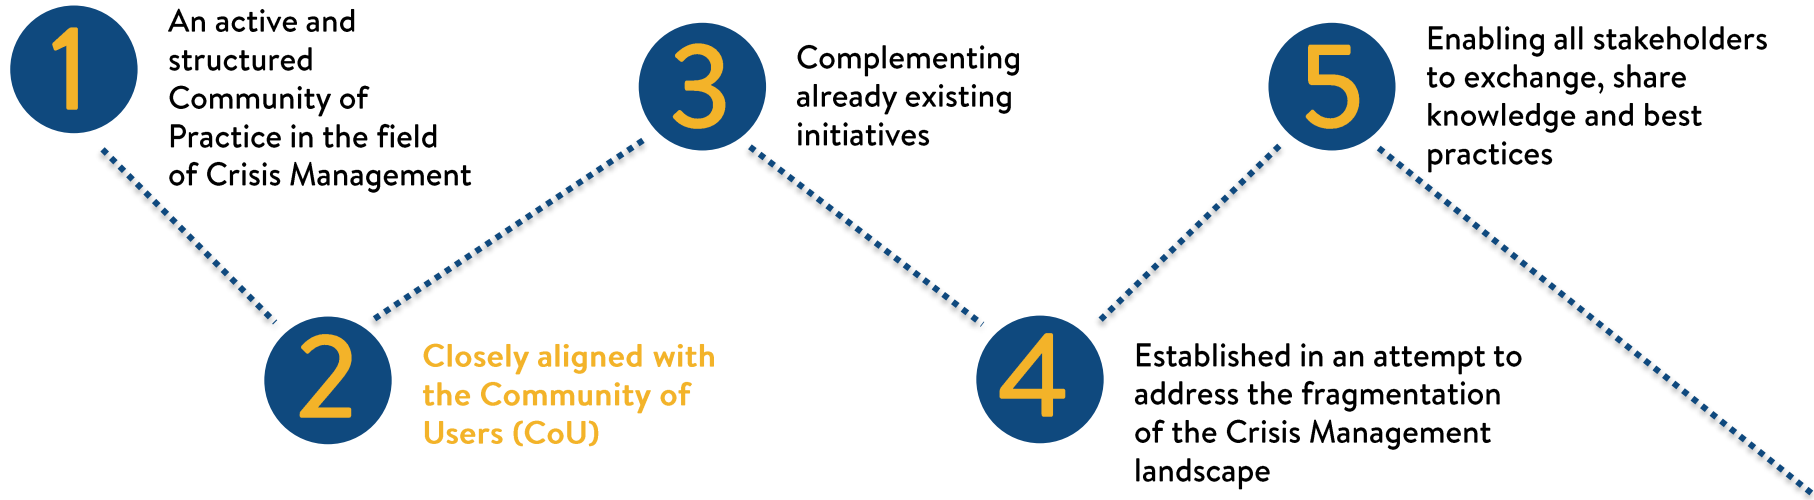 1
An active and
structured
Community of
Practice in the field
of Crisis Management
2
Closely aligned with
the Community of
Users (CoU)
3
Complementing
already existing
initiatives
4
Established in an attempt to
address the fragmentation
of the Crisis Management
landscape
5
Enabling all stakeholders
to exchange, share
knowledge and best
practices